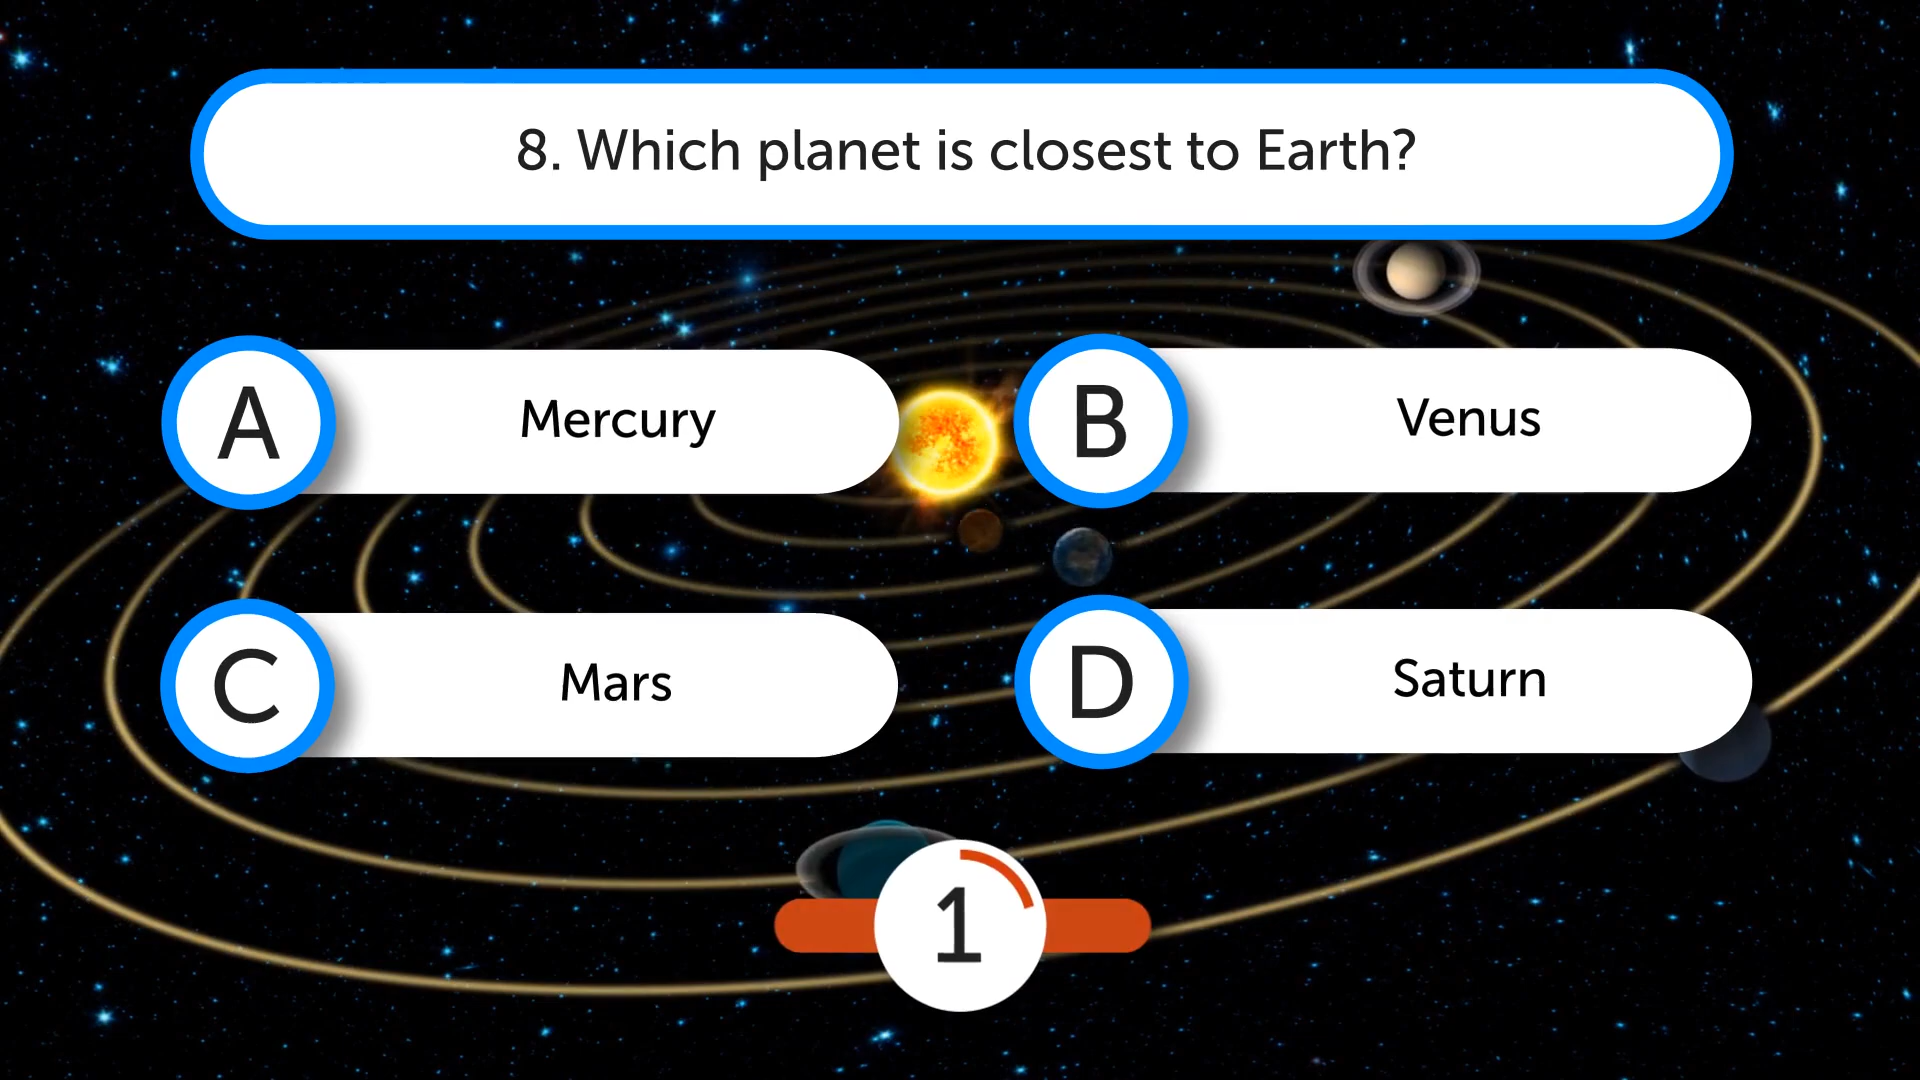 8. Which planet is closest to Earth?
A Mercury
B Venus
C Mars
D Saturn
1